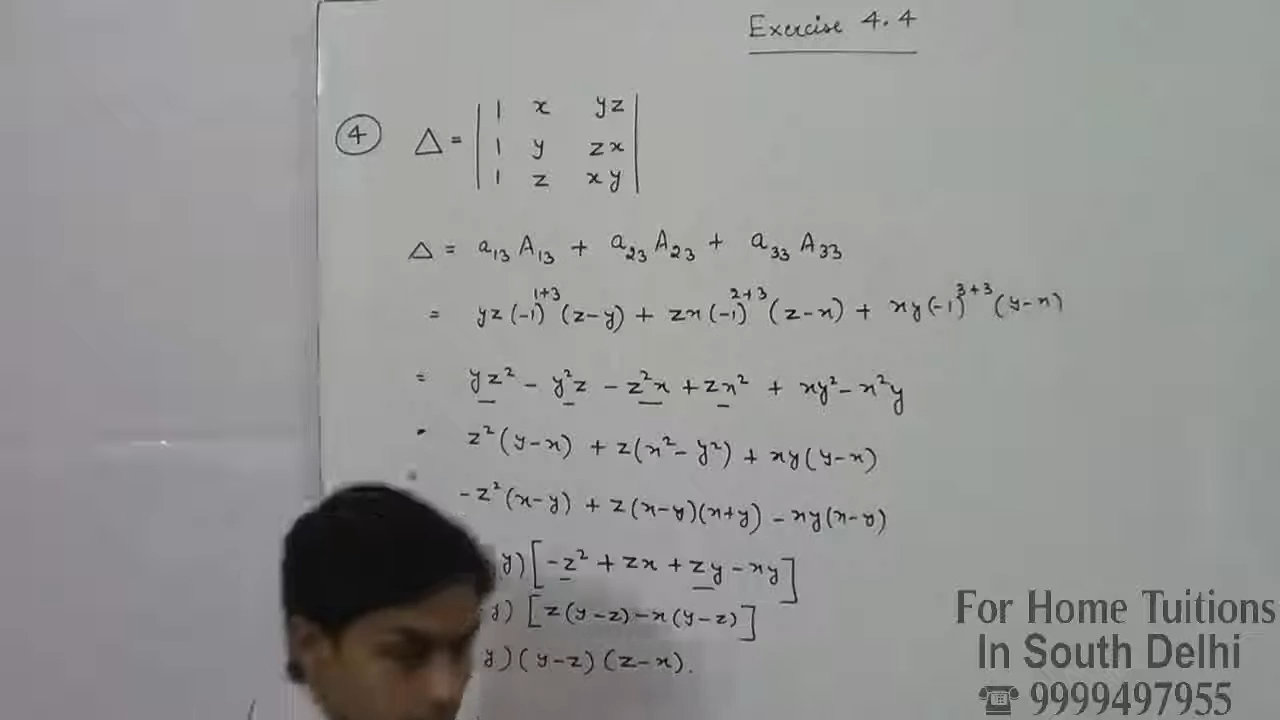 Exercise 4.4
④ Δ = | 1 x yz |
| 1 y zx |
| 1 z xy |
Δ = a₁₃ A₁₃ + a₂₃ A₂₃ + a₃₃ A₃₃
= yz (-1)¹⁺³ (z-y) + zx (-1)²⁺³ (z-x) + xy (-1)³⁺³ (y-x)
= yz² - y²z - z²x + zx² + xy² - x²y
= z² (y-x) + z (x² - y²) + xy (y-x)
-z² (x-y) + z (x-y)(x+y) - xy (x-y)
y) [-z² + zx + zy - xy]
y) [z (y-z) - x (y-z)]
y) (y-z) (z-x).
For Home Tuitions
In South Delhi
☎ 9999497955